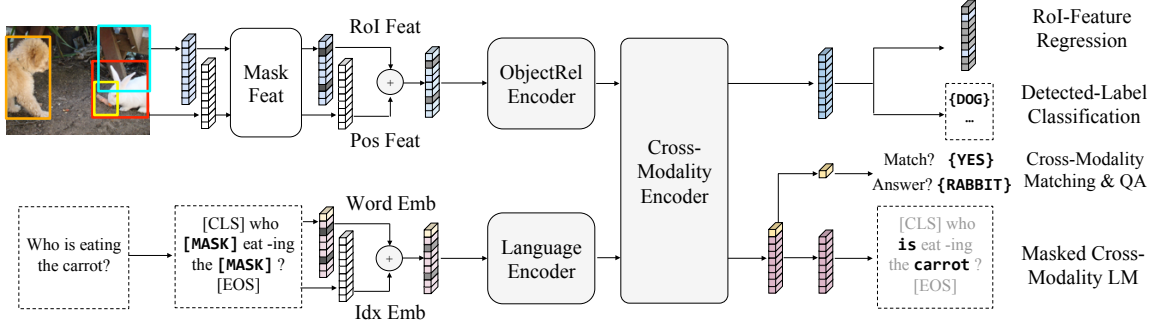 RoI Feat
Mask
Feat
+
Pos Feat
ObjectRel
Encoder
Cross-
Modality
Encoder
RoI-Feature
Regression
{DOG}
…
Detected-Label
Classification
Match? {YES}
Answer? {RABBIT}
Cross-Modality
Matching & QA
Who is eating
the carrot?
[CLS] who
[MASK] eat -ing
the [MASK] ?
[EOS]
Word Emb
+
Idx Emb
Language
Encoder
[CLS] who
is eat -ing
the carrot ?
[EOS]
Masked Cross-
Modality LM